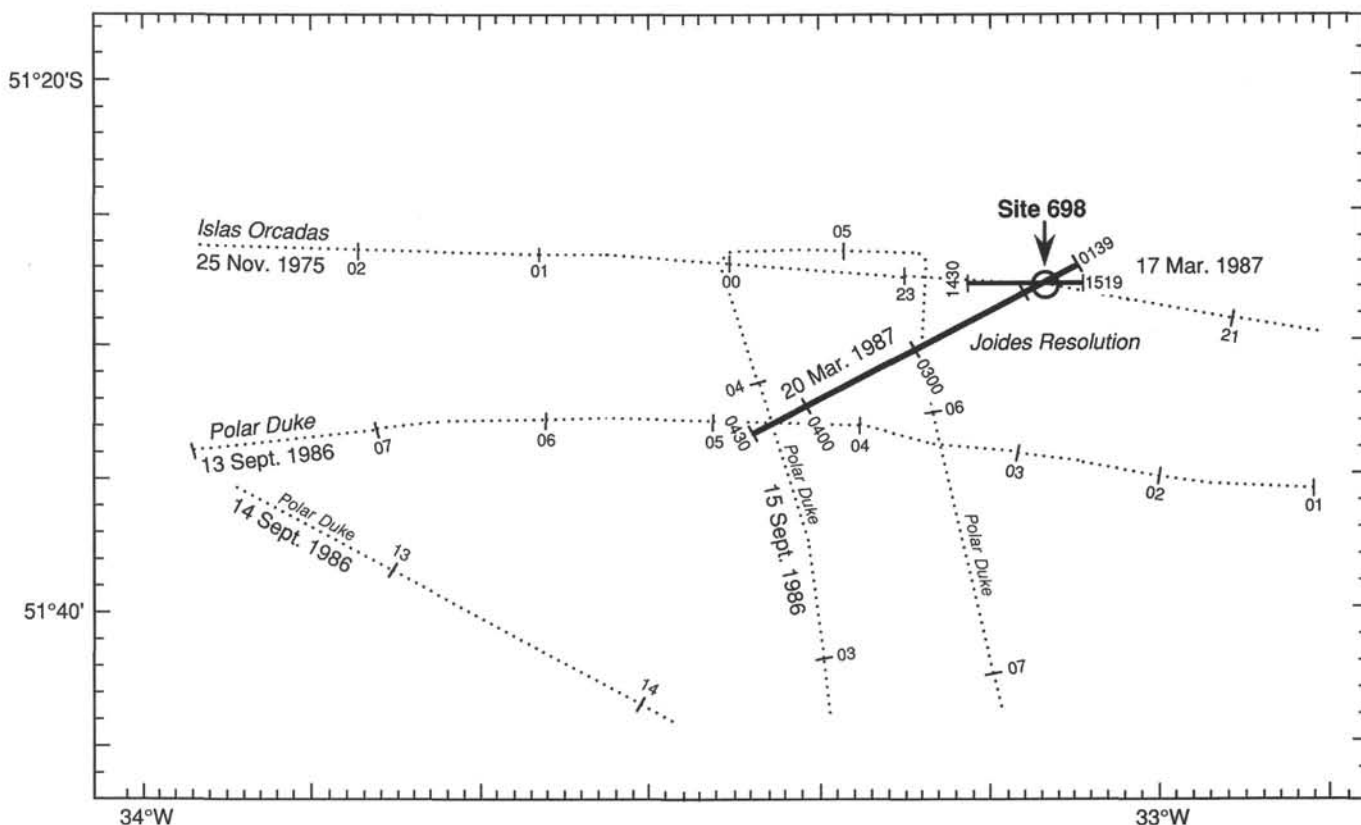 51°20'S
Site 698
Islas Orcadas
25 Nov. 1975
02
01
00
05
23
1430
0139
1519
17 Mar. 1987
21
Joides Resolution
20 Mar. 1987
0300
04
06
Polar Duke
13 Sept. 1986
07
06
05
0430
0400
04
03
02
01
Polar Duke
14 Sept. 1986
13
14
Polar Duke
15 Sept. 1986
03
Polar Duke
07
51°40'
34°W
33°W